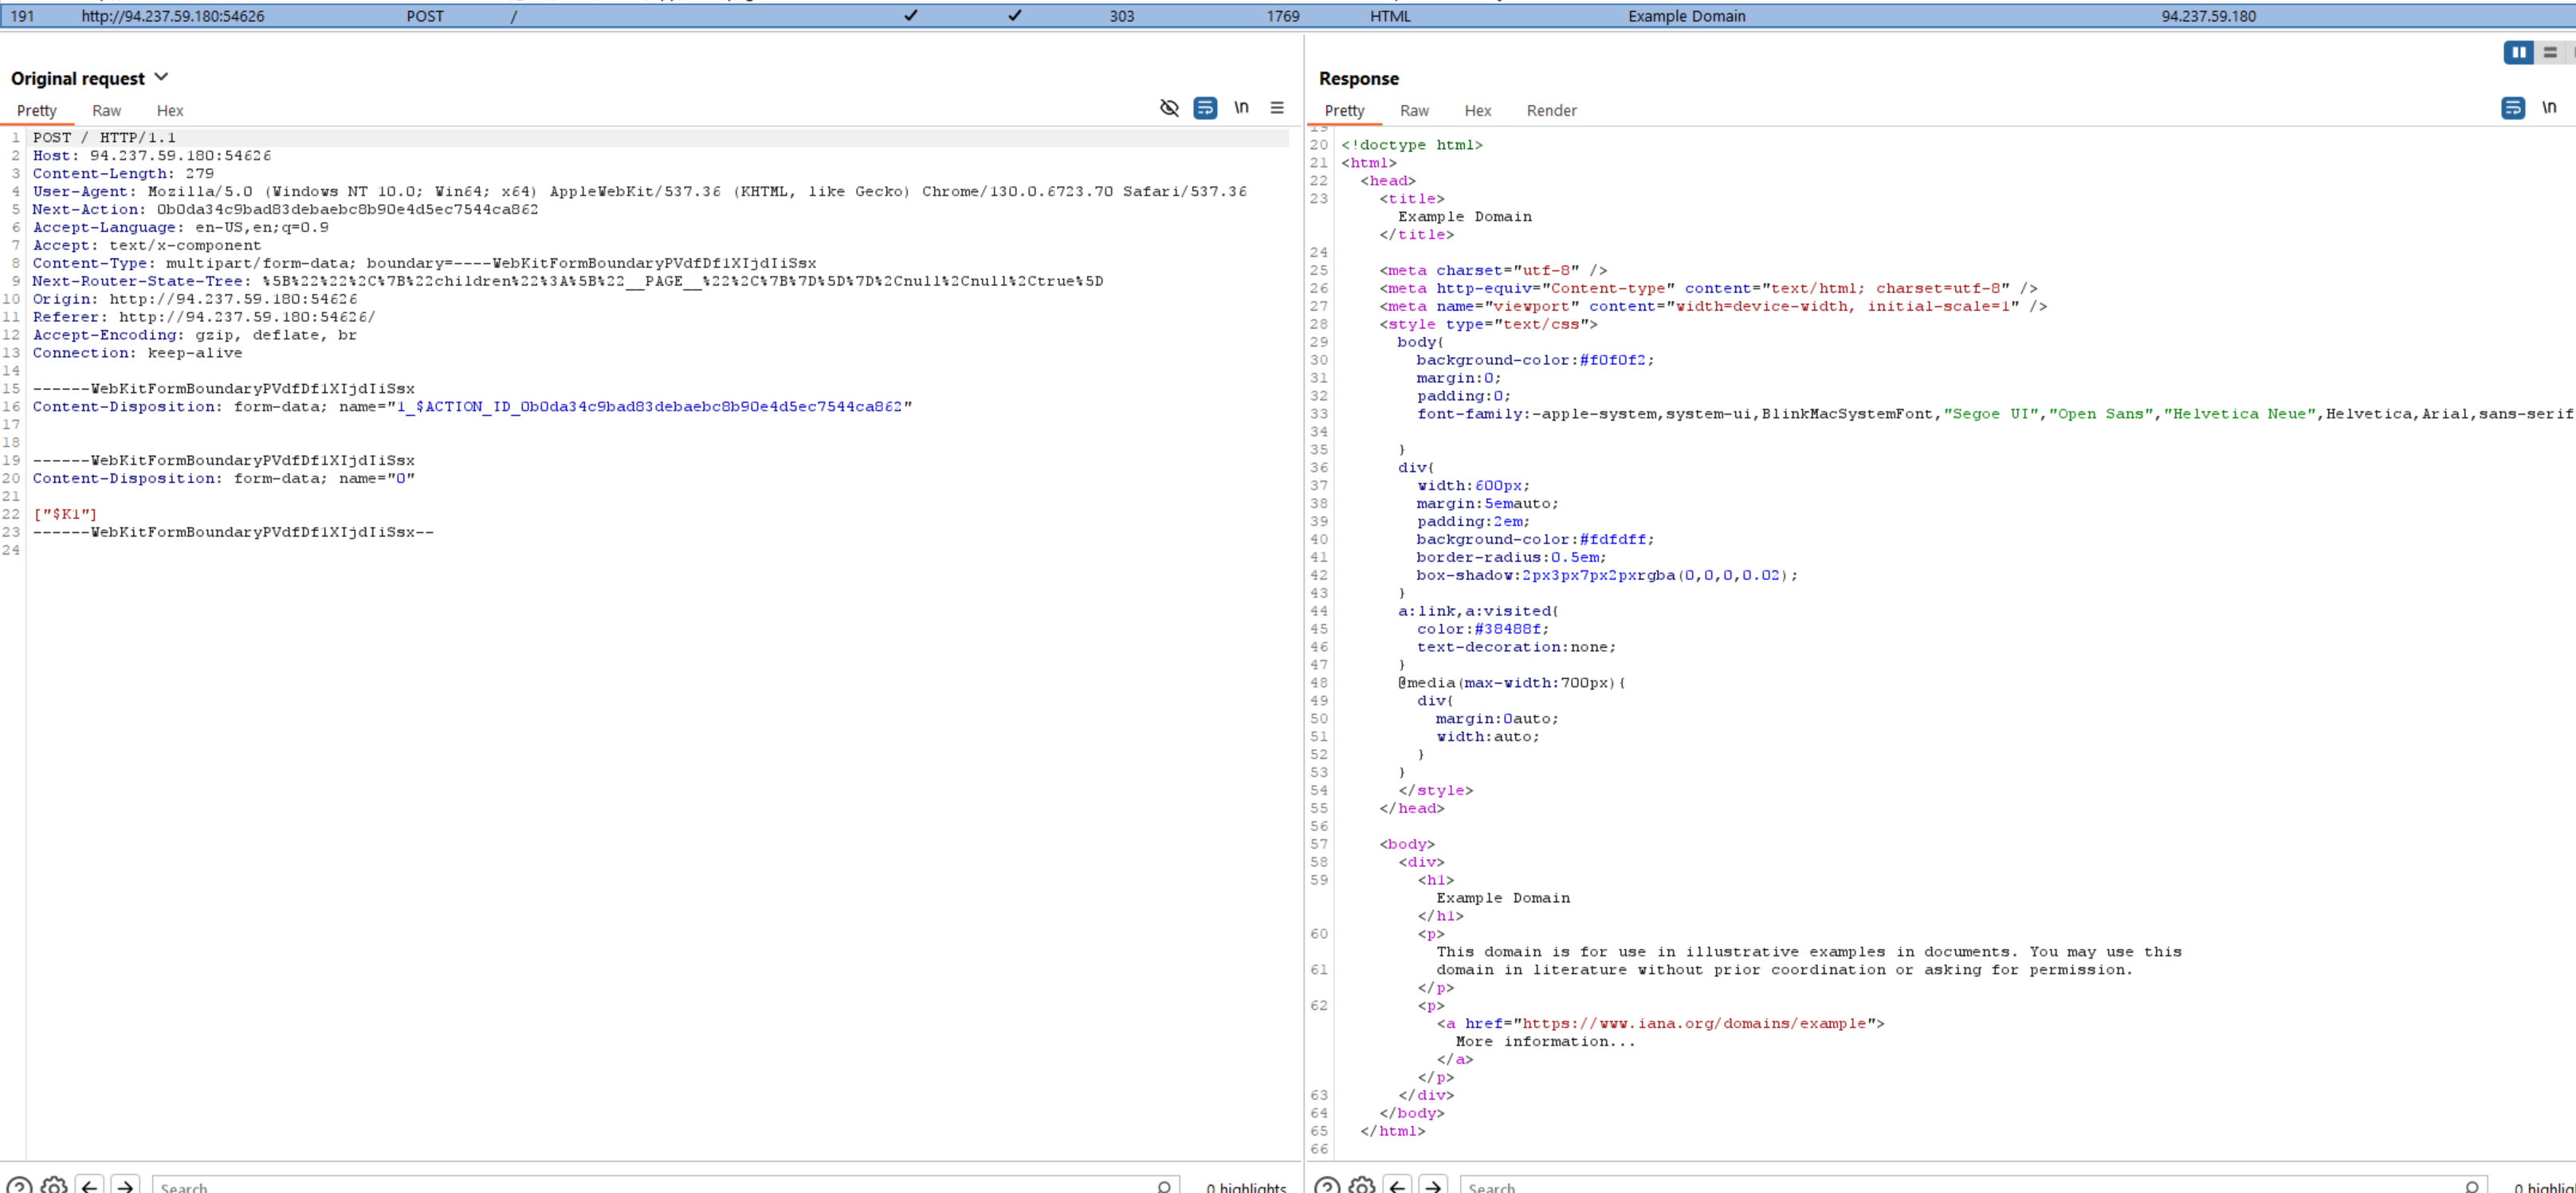 191 http://94.237.59.180:54626 POST / ✓ ✓ 303 1769 HTML Example Domain 94.237.59.180
Original request
Pretty Raw Hex
\n
1 POST / HTTP/1.1
2 Host: 94.237.59.180:54626
3 Content-Length: 279
4 User-Agent: Mozilla/5.0 (Windows NT 10.0; Win64; x64) AppleWebKit/537.36 (KHTML, like Gecko) Chrome/130.0.6723.70 Safari/537.36
5 Next-Action: 0b0da34c9bad83debaebc8b90e4d5ec7544ca862
6 Accept-Language: en-US,en;q=0.9
7 Accept: text/x-component
8 Content-Type: multipart/form-data; boundary=----WebKitFormBoundaryPVdfDf1XIjdIiSsx
9 Next-Router-State-Tree: %5B%22%22%2C%7B%22children%22%3A%5B%22__PAGE__%22%2C%7B%7D%5D%7D%2Cnull%2Cnull%2Ctrue%5D
10 Origin: http://94.237.59.180:54626
11 Referer: http://94.237.59.180:54626/
12 Accept-Encoding: gzip, deflate, br
13 Connection: keep-alive
14
15 ------WebKitFormBoundaryPVdfDf1XIjdIiSsx
16 Content-Disposition: form-data; name="1_$ACTION_ID_0b0da34c9bad83debaebc8b90e4d5ec7544ca862"
17
18
19 ------WebKitFormBoundaryPVdfDf1XIjdIiSsx
20 Content-Disposition: form-data; name="0"
21
22 ["$K1"]
23 ------WebKitFormBoundaryPVdfDf1XIjdIiSsx--
24
Search
0 highlights
Response
Pretty Raw Hex Render
\n
19
20 <!doctype html>
21 <html>
22 <head>
23 <title>
Example Domain
</title>
24
25 <meta charset="utf-8" />
26 <meta http-equiv="Content-type" content="text/html; charset=utf-8" />
27 <meta name="viewport" content="width=device-width, initial-scale=1" />
28 <style type="text/css">
29 body{
30 background-color:#f0f0f2;
31 margin:0;
32 padding:0;
33 font-family:-apple-system,system-ui,BlinkMacSystemFont,"Segoe UI","Open Sans","Helvetica Neue",Helvetica,Arial,sans-serif
34
35 }
36 div{
37 width:600px;
38 margin:5emauto;
39 padding:2em;
40 background-color:#fdfdff;
41 border-radius:0.5em;
42 box-shadow:2px3px7px2pxrgba(0,0,0,0.02);
43 }
44 a:link,a:visited{
45 color:#38488f;
46 text-decoration:none;
47 }
48 @media(max-width:700px){
49 div{
50 margin:0auto;
51 width:auto;
52 }
53 }
54 </style>
55 </head>
56
57 <body>
58 <div>
59 <h1>
Example Domain
</h1>
60 <p>
This domain is for use in illustrative examples in documents. You may use this
61 domain in literature without prior coordination or asking for permission.
</p>
62 <p>
<a href="https://www.iana.org/domains/example">
More information...
</a>
</p>
63 </div>
64 </body>
65 </html>
66
Search